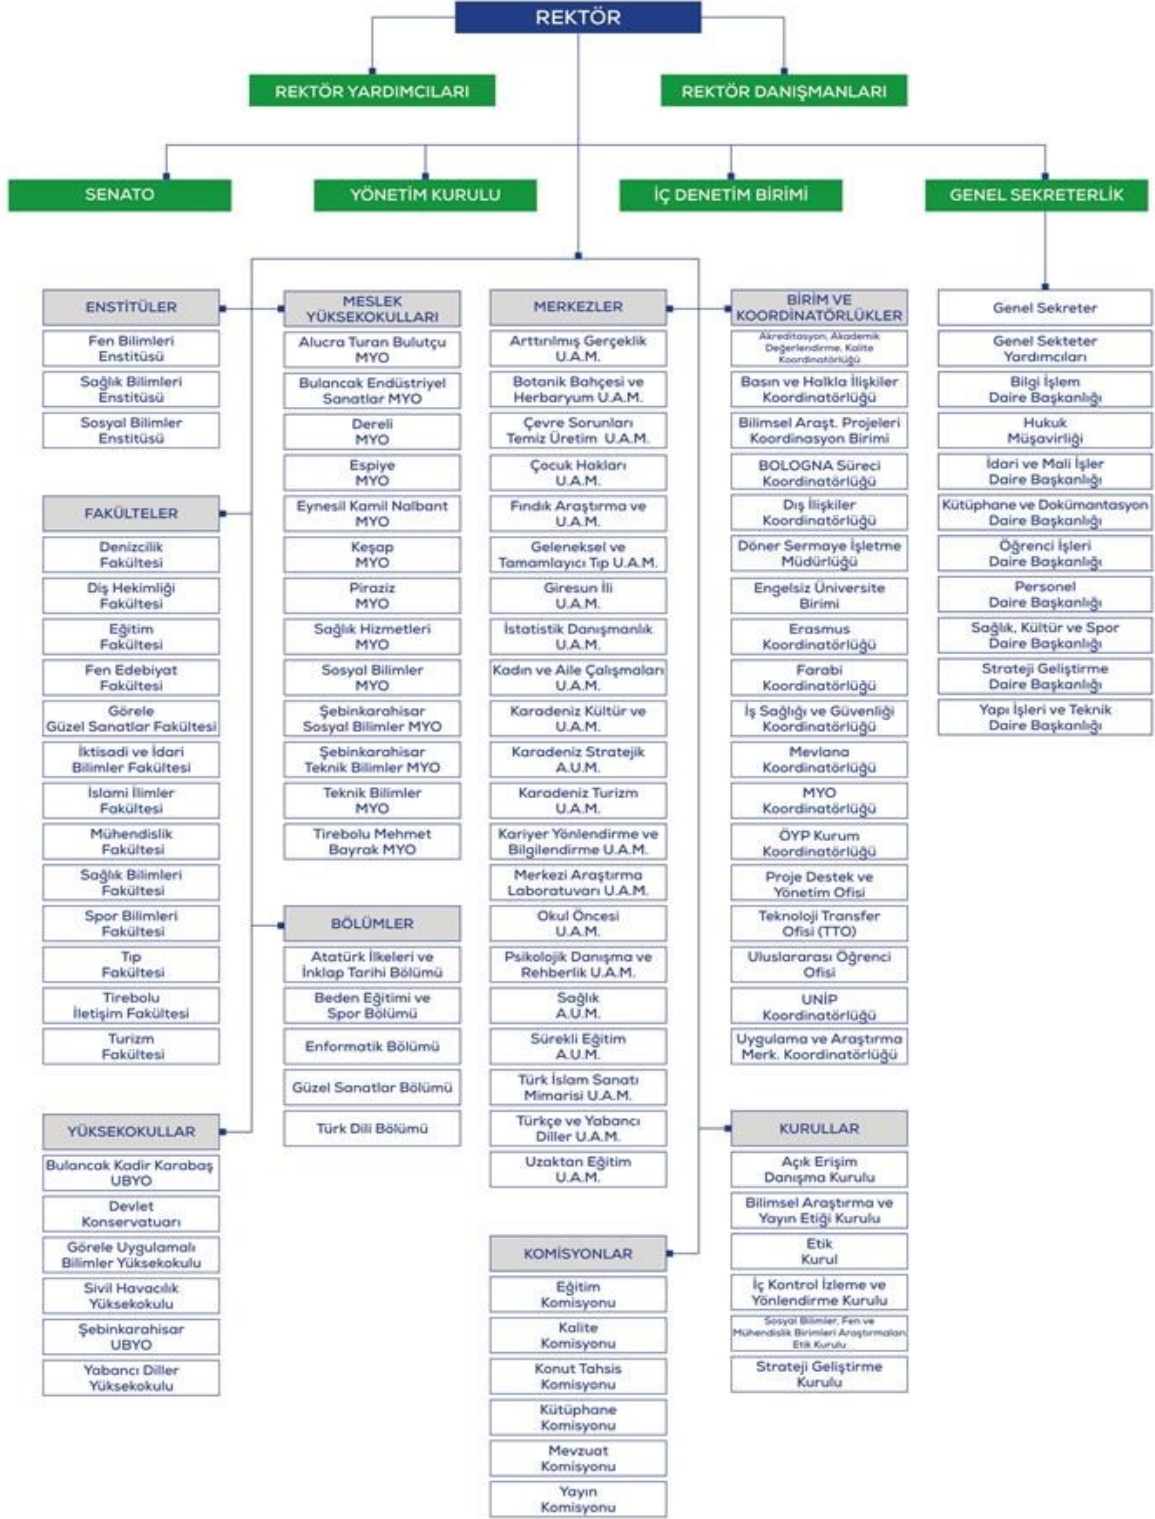 REKTÖR
REKTÖR YARDIMCILARI
REKTÖR DANIŞMANLARI
SENATO
YÖNETİM KURULU
İÇ DENETİM BİRİMİ
GENEL SEKRETERLİK
ENSTİTÜLER
Fen Bilimleri
Enstitüsü
Sağlık Bilimleri
Enstitüsü
Sosyal Bilimler
Enstitüsü
FAKÜLTELER
Denizcilik
Fakültesi
Diş Hekimliği
Fakültesi
Eğitim
Fakültesi
Fen Edebiyat
Fakültesi
Görele
Güzel Sanatlar Fakültesi
İktisadi ve İdari
Bilimler Fakültesi
İslami İlimler
Fakültesi
Mühendislik
Fakültesi
Sağlık Bilimleri
Fakültesi
Spor Bilimleri
Fakültesi
Tıp
Fakültesi
Tirebolu
İletişim Fakültesi
Turizm
Fakültesi
YÜKSEKOKULLAR
Bulancak Kadir Karabaş
UBYO
Devlet
Konservatuarı
Görele Uygulamalı
Bilimler Yüksekokulu
Sivil Havacılık
Yüksekokulu
Şebinkarahisar
UBYO
Yabancı Diller
Yüksekokulu
MESLEK
YÜKSEKOKULLARI
Alucra Turan Bulutçu
MYO
Bulancak Endüstriyel
Sanatlar MYO
Dereli
MYO
Espiye
MYO
Eynesil Kamil Nalbant
MYO
Keşap
MYO
Piraziz
MYO
Sağlık Hizmetleri
MYO
Sosyal Bilimler
MYO
Şebinkarahisar
Sosyal Bilimler MYO
Şebinkarahisar
Teknik Bilimler MYO
Teknik Bilimler
MYO
Tirebolu Mehmet
Bayrak MYO
BÖLÜMLER
Atatürk İlkeleri ve
İnklap Tarihi Bölümü
Beden Eğitimi ve
Spor Bölümü
Enformatik Bölümü
Güzel Sanatlar Bölümü
Türk Dili Bölümü
MERKEZLER
Arttırılmış Gerçeklik
U.A.M.
Botanik Bahçesi ve
Herbaryum U.A.M.
Çevre Sorunları
Temiz Üretim U.A.M.
Çocuk Hakları
U.A.M.
Fındık Araştırma ve
U.A.M.
Geleneksel ve
Tamamlayıcı Tıp U.A.M.
Giresun İli
U.A.M.
İstatistik Danışmanlık
U.A.M.
Kadın ve Aile Çalışmaları
U.A.M.
Karadeniz Kültür ve
U.A.M.
Karadeniz Stratejik
A.U.M.
Karadeniz Turizm
U.A.M.
Kariyer Yönlendirme ve
Bilgilendirme U.A.M.
Merkezi Araştırma
Laboratuvarı U.A.M.
Okul Öncesi
U.A.M.
Psikolojik Danışma ve
Rehberlik U.A.M.
Sağlık
A.U.M.
Sürekli Eğitim
A.U.M.
Türk İslam Sanatı
Mimarisi U.A.M.
Türkçe ve Yabancı
Diller U.A.M.
Uzaktan Eğitim
U.A.M.
KOMİSYONLAR
Eğitim
Komisyonu
Kalite
Komisyonu
Konut Tahsis
Komisyonu
Kütüphane
Komisyonu
Mevzuat
Komisyonu
Yayın
Komisyonu
BİRİM VE
KOORDİNATÖRLÜKLER
Akreditasyon, Akademik
Değerlendirme, Kalite
Koordinatörlüğü
Basın ve Halkla İlişkiler
Koordinatörlüğü
Bilimsel Araşt. Projeleri
Koordinasyon Birimi
BOLOGNA Süreci
Koordinatörlüğü
Dış İlişkiler
Koordinatörlüğü
Döner Sermaye İşletme
Müdürlüğü
Engelsiz Üniversite
Birimi
Erasmus
Koordinatörlüğü
Farabi
Koordinatörlüğü
İş Sağlığı ve Güvenliği
Koordinatörlüğü
Mevlana
Koordinatörlüğü
MYO
Koordinatörlüğü
ÖYP Kurum
Koordinatörlüğü
Proje Destek ve
Yönetim Ofisi
Teknoloji Transfer
Ofisi (TTO)
Uluslararası Öğrenci
Ofisi
UNİP
Koordinatörlüğü
Uygulama ve Araştırma
Merk. Koordinatörlüğü
KURULLAR
Açık Erişim
Danışma Kurulu
Bilimsel Araştırma ve
Yayın Etiği Kurulu
Etik
Kurul
İç Kontrol İzleme ve
Yönlendirme Kurulu
Sosyal Bilimler, Fen ve
Mühendislik Birimleri Araştırmaları
Etik Kurulu
Strateji Geliştirme
Kurulu
Genel Sekreter
Genel Sekteter
Yardımcıları
Bilgi İşlem
Daire Başkanlığı
Hukuk
Müşavirliği
İdari ve Mali İşler
Daire Başkanlığı
Kütüphane ve Dokümantasyon
Daire Başkanlığı
Öğrenci İşleri
Daire Başkanlığı
Personel
Daire Başkanlığı
Sağlık, Kültür ve Spor
Daire Başkanlığı
Strateji Geliştirme
Daire Başkanlığı
Yapı İşleri ve Teknik
Daire Başkanlığı